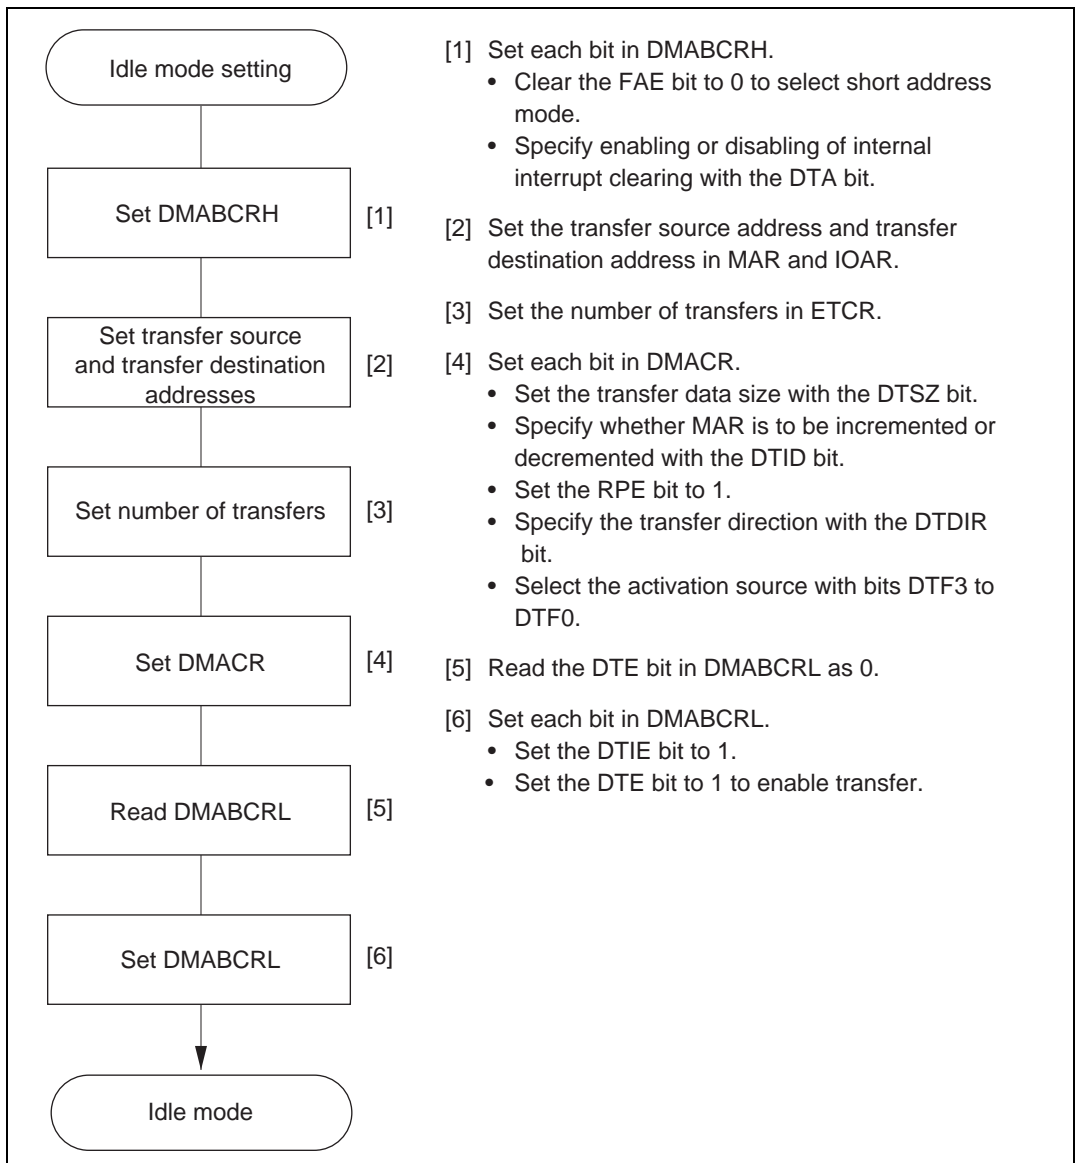 Idle mode setting
Set DMABCRH
[1]
Set transfer source
and transfer destination
addresses
[2]
Set number of transfers
[3]
Set DMACR
[4]
Read DMABCRL
[5]
Set DMABCRL
[6]
Idle mode
[1] Set each bit in DMABCRH.
• Clear the FAE bit to 0 to select short address
mode.
• Specify enabling or disabling of internal
interrupt clearing with the DTA bit.
[2] Set the transfer source address and transfer
destination address in MAR and IOAR.
[3] Set the number of transfers in ETCR.
[4] Set each bit in DMACR.
• Set the transfer data size with the DTSZ bit.
• Specify whether MAR is to be incremented or
decremented with the DTID bit.
• Set the RPE bit to 1.
• Specify the transfer direction with the DTDIR
bit.
• Select the activation source with bits DTF3 to
DTF0.
[5] Read the DTE bit in DMABCRL as 0.
[6] Set each bit in DMABCRL.
• Set the DTIE bit to 1.
• Set the DTE bit to 1 to enable transfer.